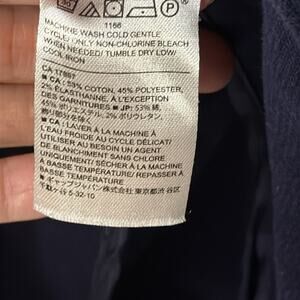 1166
MACHINE WASH COLD GENTLE
CYCLE/ ONLY NON-CHLORINE BLEACH
WHEN NEEDED/ TUMBLE DRY LOW/
COOL IRON
CA 17897
■ CA : 53% COTON, 45% POLYESTER,
2% ÉLASTHANNE, À L'EXCEPTION
DES GARNITURES ■ JP: 53% 綿,
45% ポリエステル, 2% ポリウレタン,
■ CA : LAVER À LA MACHINE À
L'EAU FROIDE AU CYCLE DÉLICAT/
AU BESOIN UTILISER UN AGENT
DE BLANCHIMENT SANS CHLORE
UNIQUEMENT/ SÉCHER À LA MACHINE À
BASSE TEMPÉRATURE/ REPASSER À
BASSE TEMPÉRATURE
■ ギャップジャパン(株) 東京都渋谷区
5-32-10